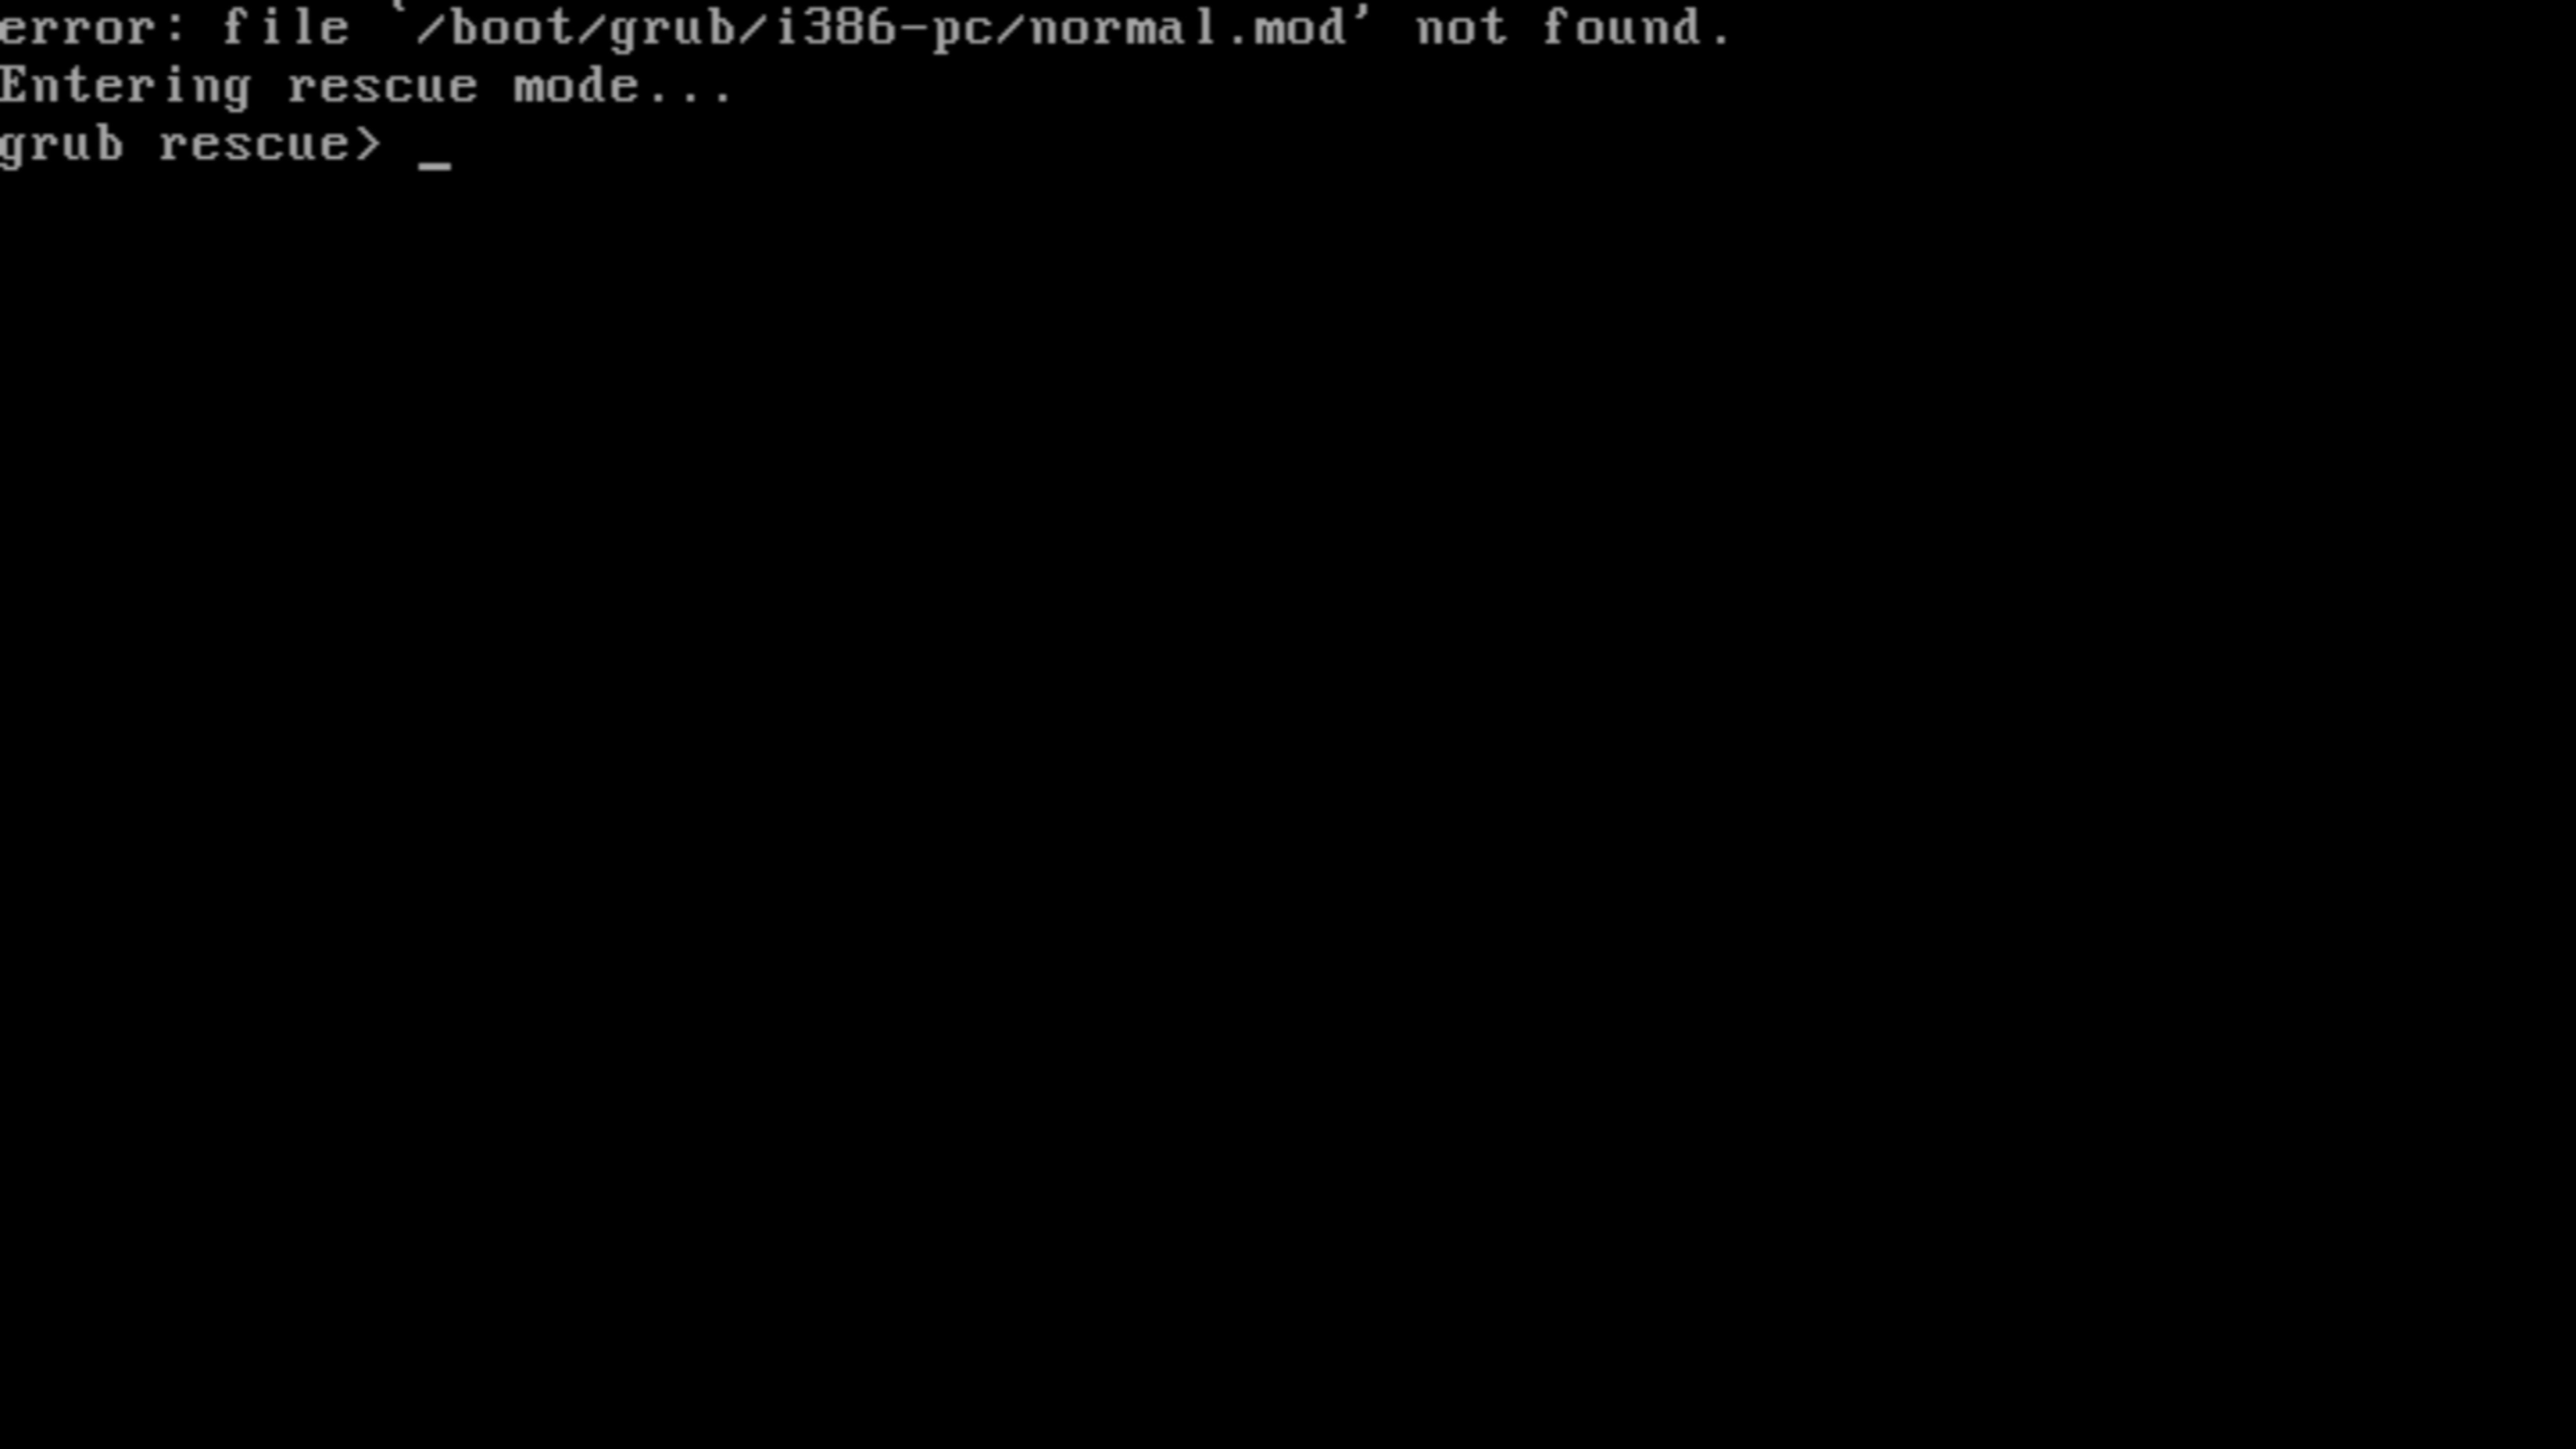 error: file `/boot/grub/i386-pc/normal.mod' not found.
Entering rescue mode...
grub rescue> _